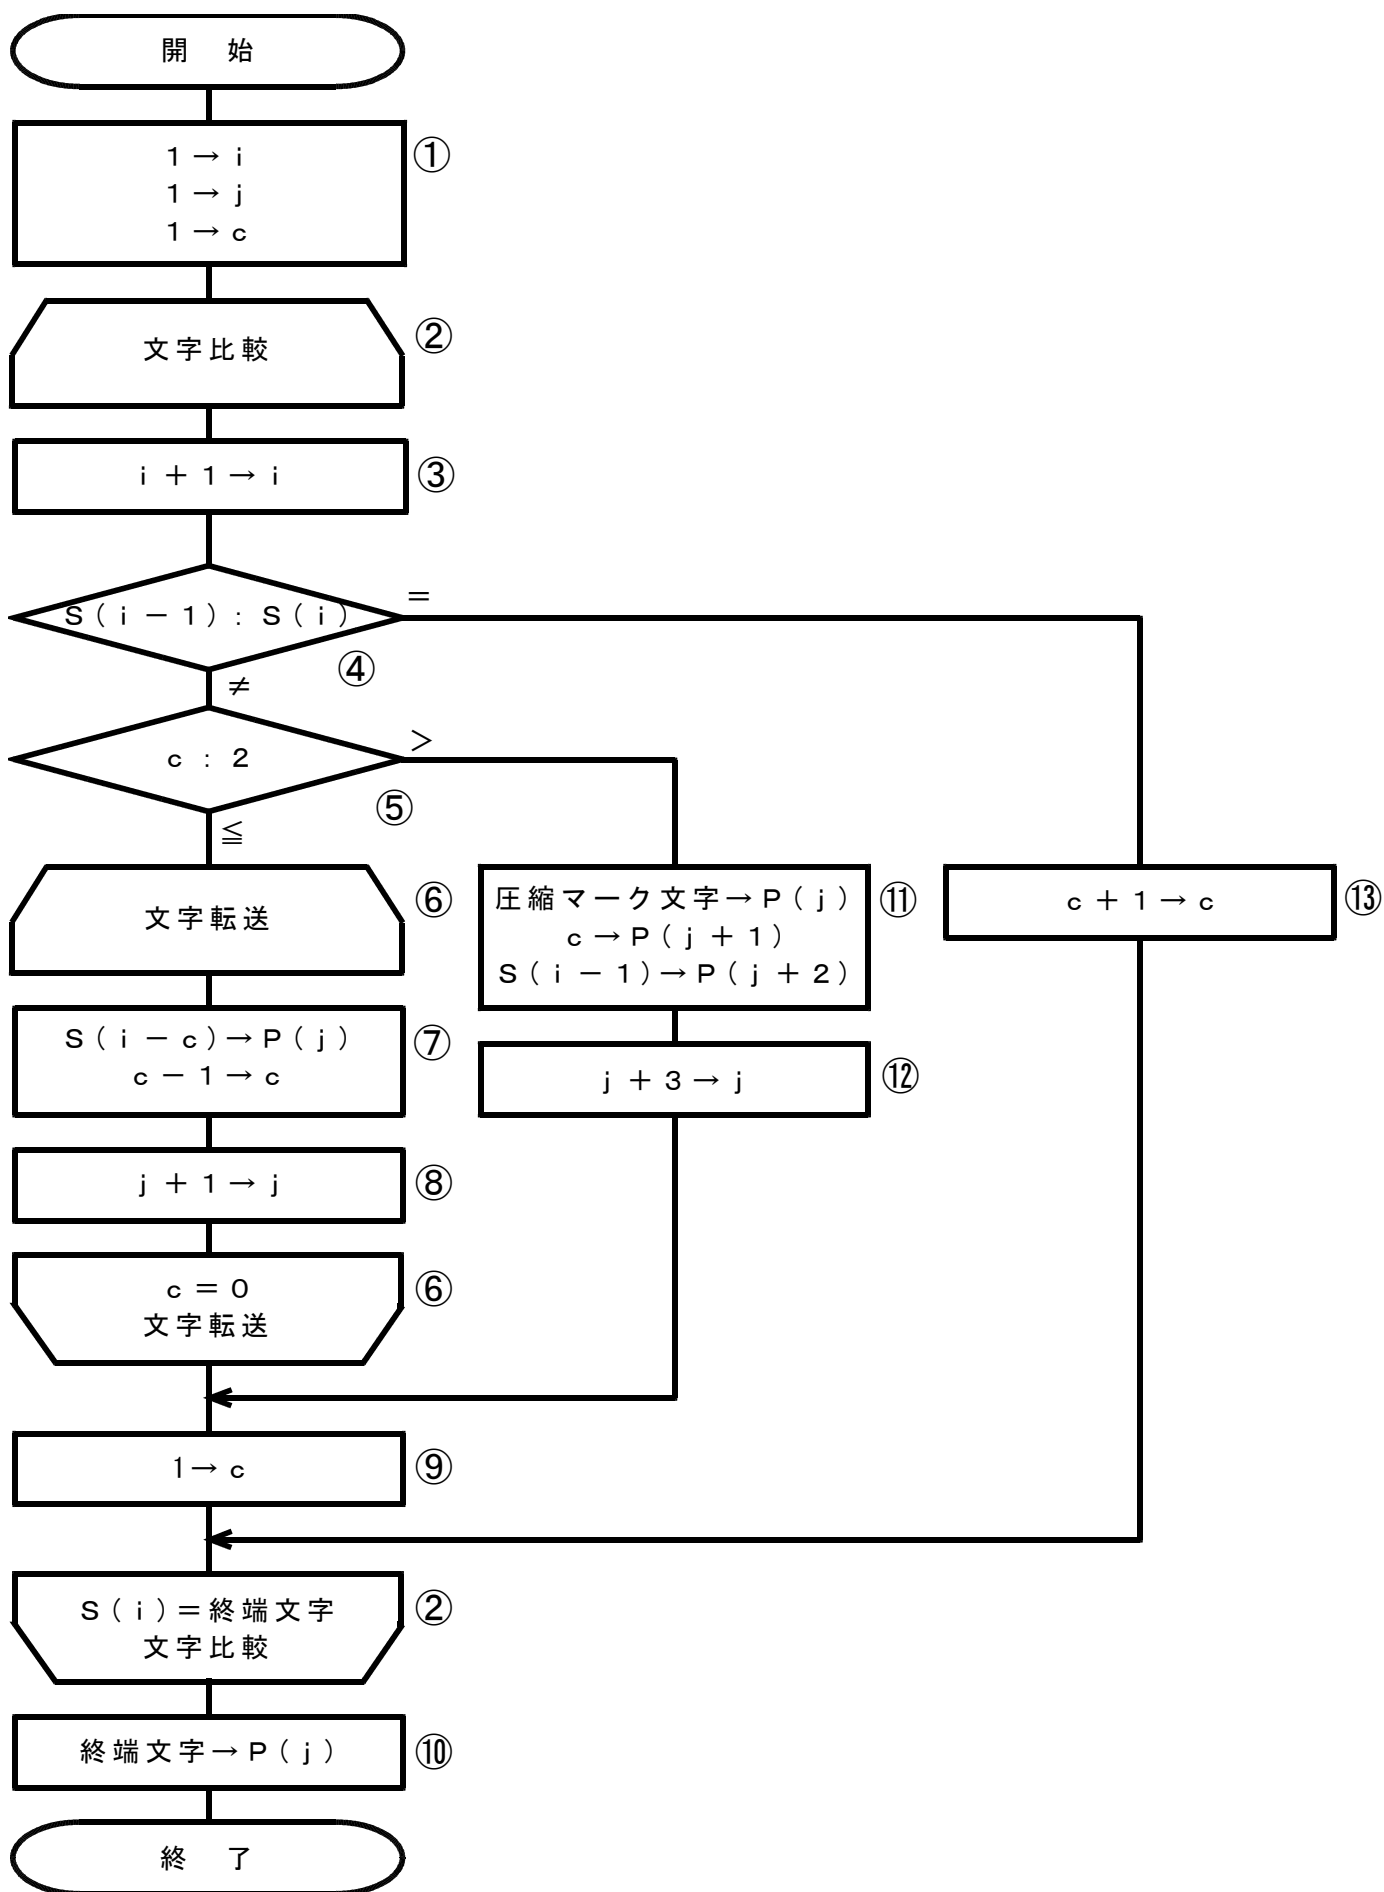 開 始
1→i ①
1→j
1→c
文字比較 ②
i+1→i ③
=
S(i-1):S(i)
④
≠
>
c:2
⑤
≦
文字転送 ⑥
圧縮マーク文字→P(j) ⑪
c→P(j+1)
S(i-1)→P(j+2)
c+1→c ⑬
S(i-c)→P(j) ⑦
c-1→c
j+3→j ⑫
j+1→j ⑧
c=0 ⑥
文字転送
1→c ⑨
S(i)=終端文字 ②
文字比較
終端文字→P(j) ⑩
終 了